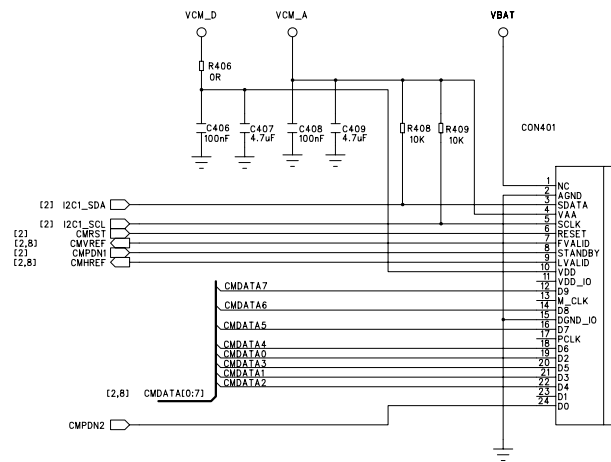 VCM_D
VCM_A
VBAT
R406
0R
C406
100nF
C407
4.7uF
C408
100nF
C409
4.7uF
R408
10K
R409
10K
CON401
[2] I2C1_SDA
[2] I2C1_SCL
[2] CMRST
[2,8] CMVREF
[2] CMPDN1
[2,8] CMHREF
1 NC
2 AGND
3 SDATA
4 VAA
5 SCLK
6 RESET
7 FVALID
8 STANDBY
9 LVALID
10 VDD
11 VDD_IO
CMDATA7 12 D9
13 M_CLK
CMDATA6 14 D8
15 DGND_IO
CMDATA5 16 D7
17 PCLK
CMDATA4 18 D6
CMDATA0 19 D2
CMDATA3 20 D5
CMDATA1 21 D3
CMDATA2 22 D4
23 D1
24 D0
[2,8] CMDATA[0:7]
CMPDN2